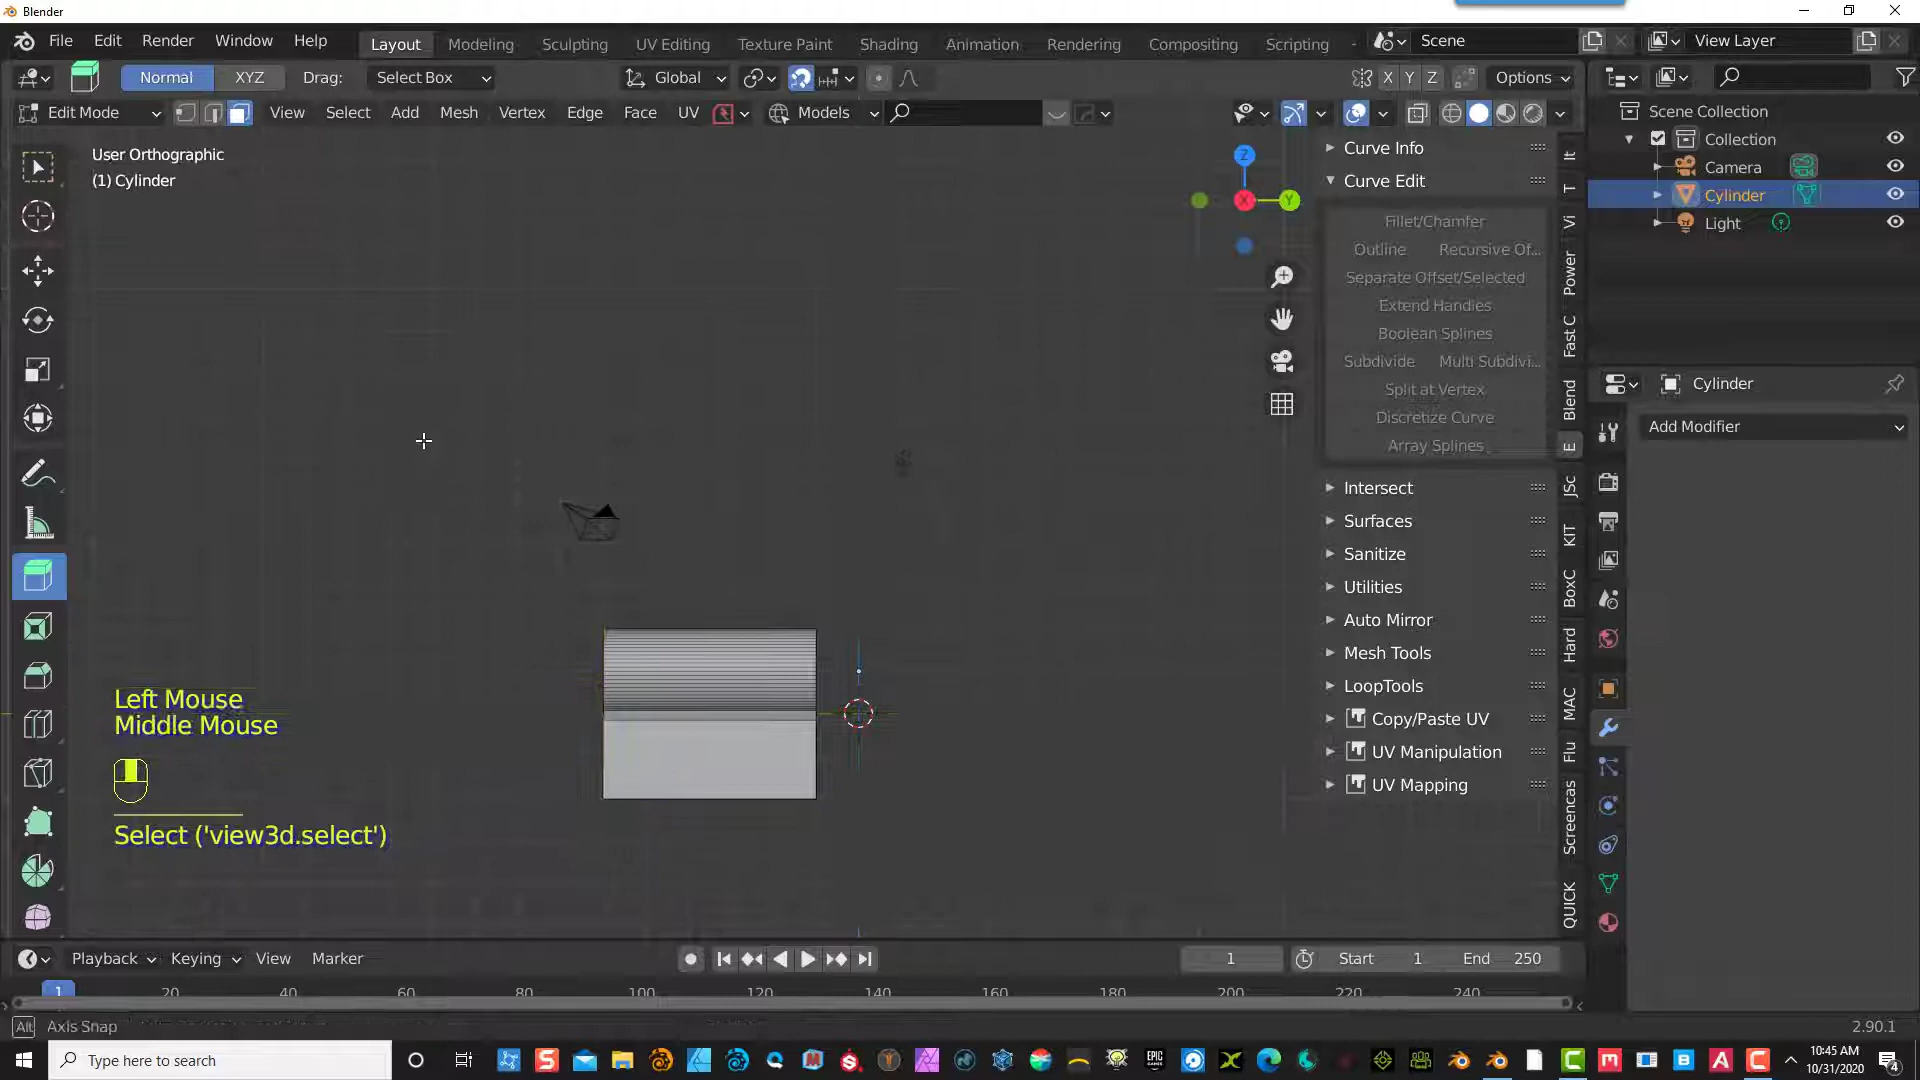 Blender
File Edit Render Window Help
Layout Modeling Sculpting UV Editing Texture Paint Shading Animation Rendering Compositing Scripting
Scene
View Layer
Normal XYZ Drag: Select Box
Global
X Y Z Options
Edit Mode View Select Add Mesh Vertex Edge Face UV Models
Scene Collection
Collection
Camera
Cylinder
Light
User Orthographic
(1) Cylinder
Z
X
Y
Curve Info
Curve Edit
Fillet/Chamfer
Outline Recursive Of...
Separate Offset/Selected
Extend Handles
Boolean Splines
Subdivide Multi Subdivi...
Split at Vertex
Discretize Curve
Array Splines
Intersect
Surfaces
Sanitize
Utilities
Auto Mirror
Mesh Tools
LoopTools
Copy/Paste UV
UV Manipulation
UV Mapping
It
T
Vi
Power
Fast C
Blend
E
JSc
KIT
BoxC
Hard
MAC
Flu
Screencas
QUICK
Cylinder
Add Modifier
Left Mouse
Middle Mouse
Select ('view3d.select')
Playback Keying View Marker
1 Start 1 End 250
1 20 40 60 80 100 120 140 160 180 200 220 240
Alt Axis Snap
2.90.1
Type here to search
EPIC
10:45 AM
10/31/2020
4